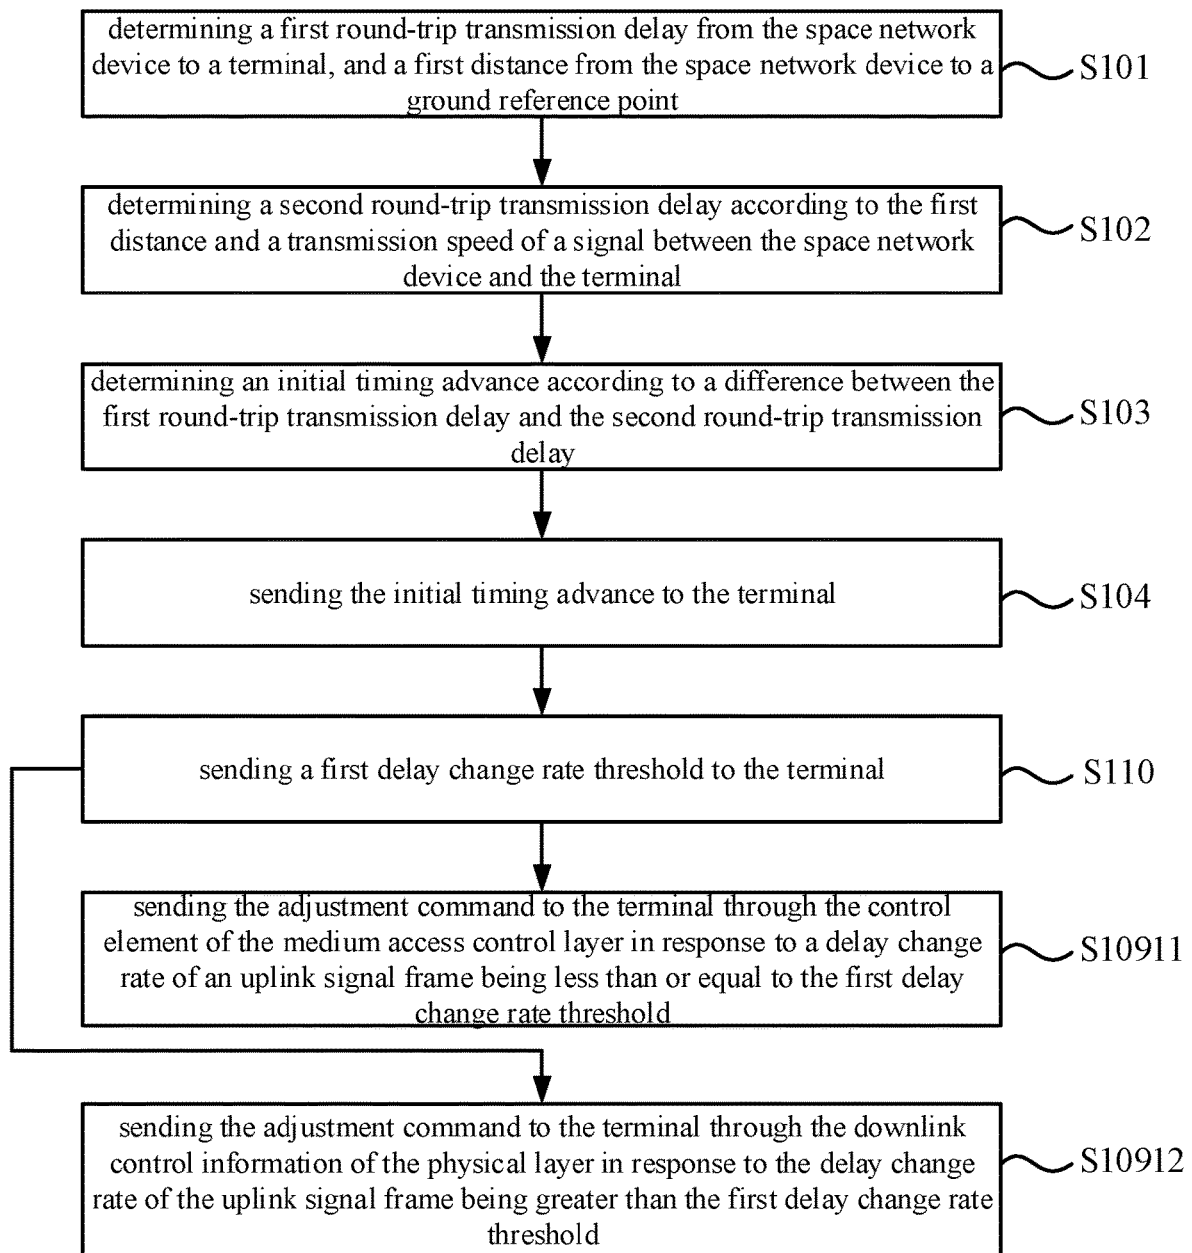 determining a first round-trip transmission delay from the space network
device to a terminal, and a first distance from the space network device to a
ground reference point
S101
determining a second round-trip transmission delay according to the first
distance and a transmission speed of a signal between the space network
device and the terminal
S102
determining an initial timing advance according to a difference between the
first round-trip transmission delay and the second round-trip transmission
delay
S103
sending the initial timing advance to the terminal
S104
sending a first delay change rate threshold to the terminal
S110
sending the adjustment command to the terminal through the control
element of the medium access control layer in response to a delay change
rate of an uplink signal frame being less than or equal to the first delay
change rate threshold
S10911
sending the adjustment command to the terminal through the downlink
control information of the physical layer in response to the delay change
rate of the uplink signal frame being greater than the first delay change rate
threshold
S10912